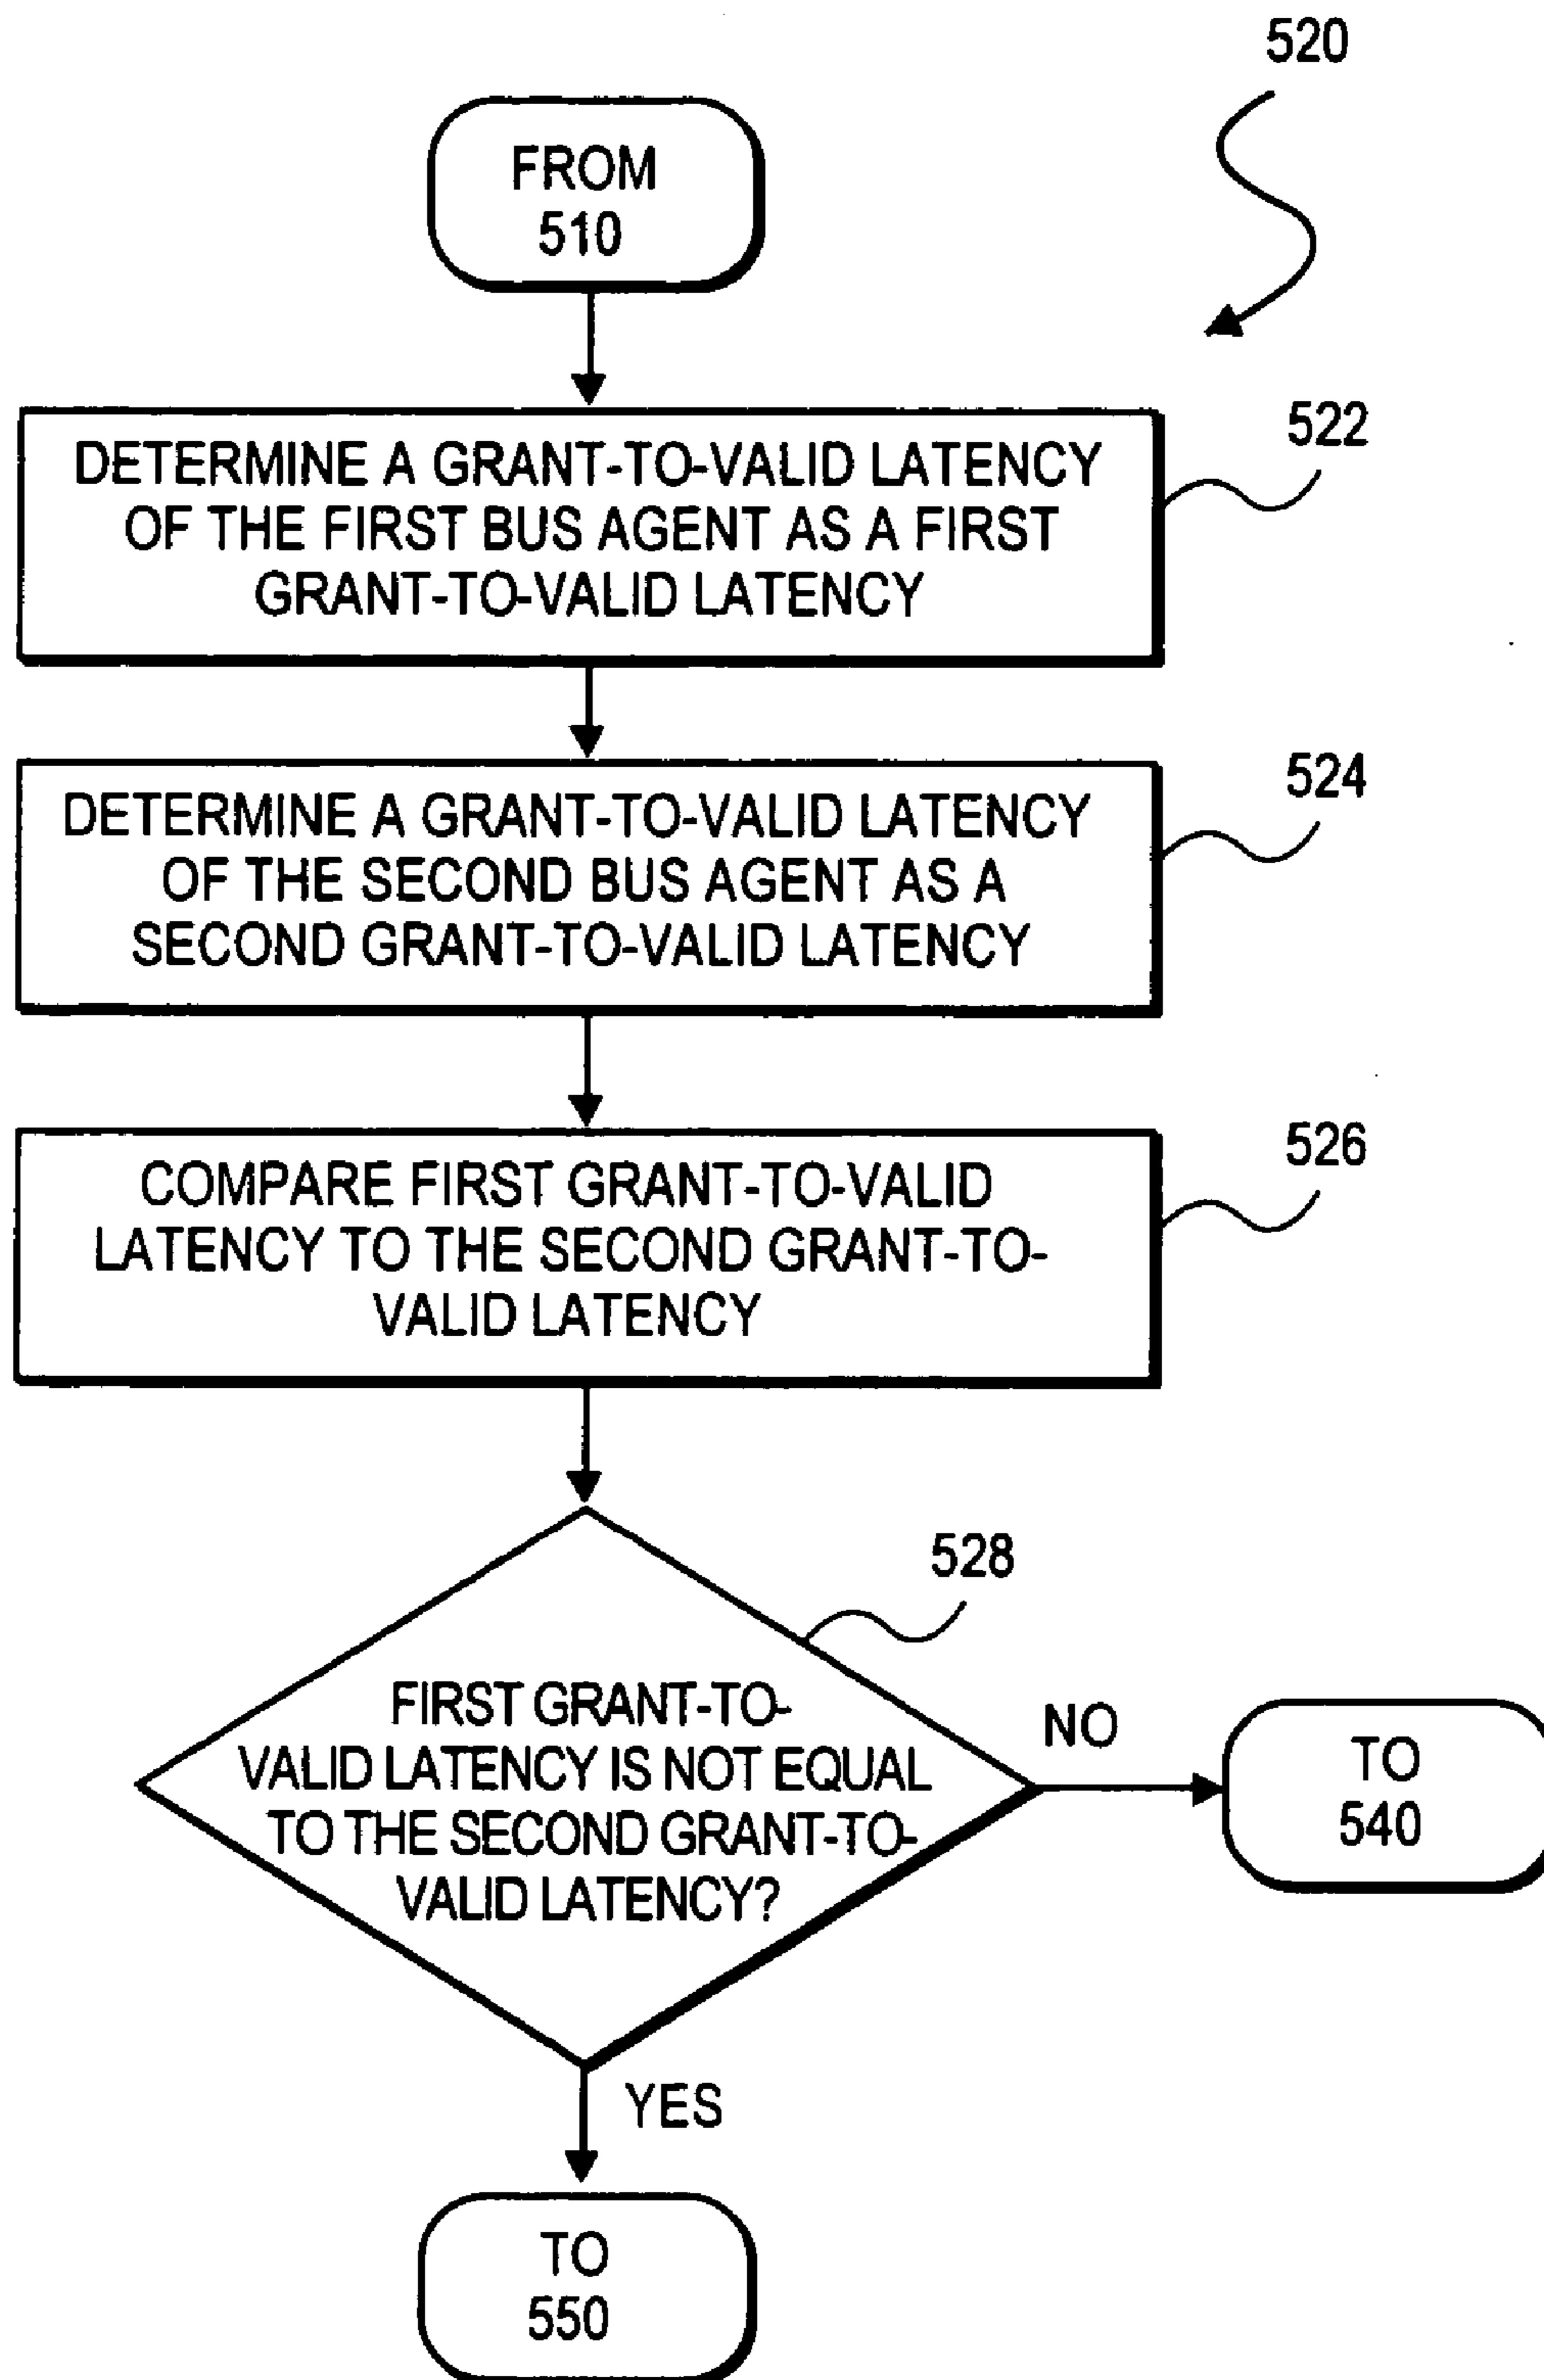 520
FROM
510
522
DETERMINE A GRANT-TO-VALID LATENCY
OF THE FIRST BUS AGENT AS A FIRST
GRANT-TO-VALID LATENCY
524
DETERMINE A GRANT-TO-VALID LATENCY
OF THE SECOND BUS AGENT AS A
SECOND GRANT-TO-VALID LATENCY
526
COMPARE FIRST GRANT-TO-VALID
LATENCY TO THE SECOND GRANT-TO-
VALID LATENCY
528
FIRST GRANT-TO-
VALID LATENCY IS NOT EQUAL
TO THE SECOND GRANT-TO-
VALID LATENCY?
NO
TO
540
YES
TO
550